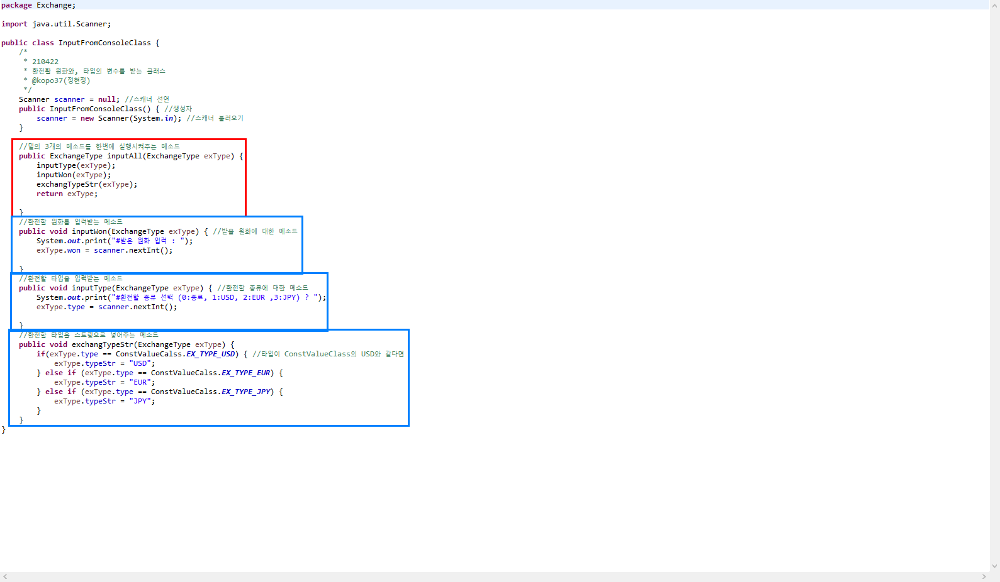 package Exchange;
import java.util.Scanner;
public class InputFromConsoleClass {
/*
* 210422
* 환전할 원화와, 타입의 변수를 받는 클래스
* @kopo37(정현정)
*/
Scanner scanner = null; //스캐너 선언
public InputFromConsoleClass() { //생성자
scanner = new Scanner(System.in); //스캐너 불러오기
}
//밑의 3개의 메소드를 한번에 실행시켜주는 메소드
public ExchangeType inputAll(ExchangeType exType) {
inputType(exType);
inputWon(exType);
exchangTypeStr(exType);
return exType;
}
//환전할 원화를 입력받는 메소드
public void inputWon(ExchangeType exType) { //받을 원화에 대한 메소드
System.out.print("#받은 원화 입력 : ");
exType.won = scanner.nextInt();
}
//환전할 타입을 입력받는 메소드
public void inputType(ExchangeType exType) { //환전할 종류에 대한 메소드
System.out.print("#환전할 종류 선택 (0:종료, 1:USD, 2:EUR ,3:JPY) ? ");
exType.type = scanner.nextInt();
}
//환전할 타입을 스트링으로 넣어주는 메소드
public void exchangTypeStr(ExchangeType exType) {
if(exType.type == ConstValueCalss.EX_TYPE_USD) { //타입이 ConstValueClass의 USD와 같다면
exType.typeStr = "USD";
} else if (exType.type == ConstValueCalss.EX_TYPE_EUR) {
exType.typeStr = "EUR";
} else if (exType.type == ConstValueCalss.EX_TYPE_JPY) {
exType.typeStr = "JPY";
}
}
}